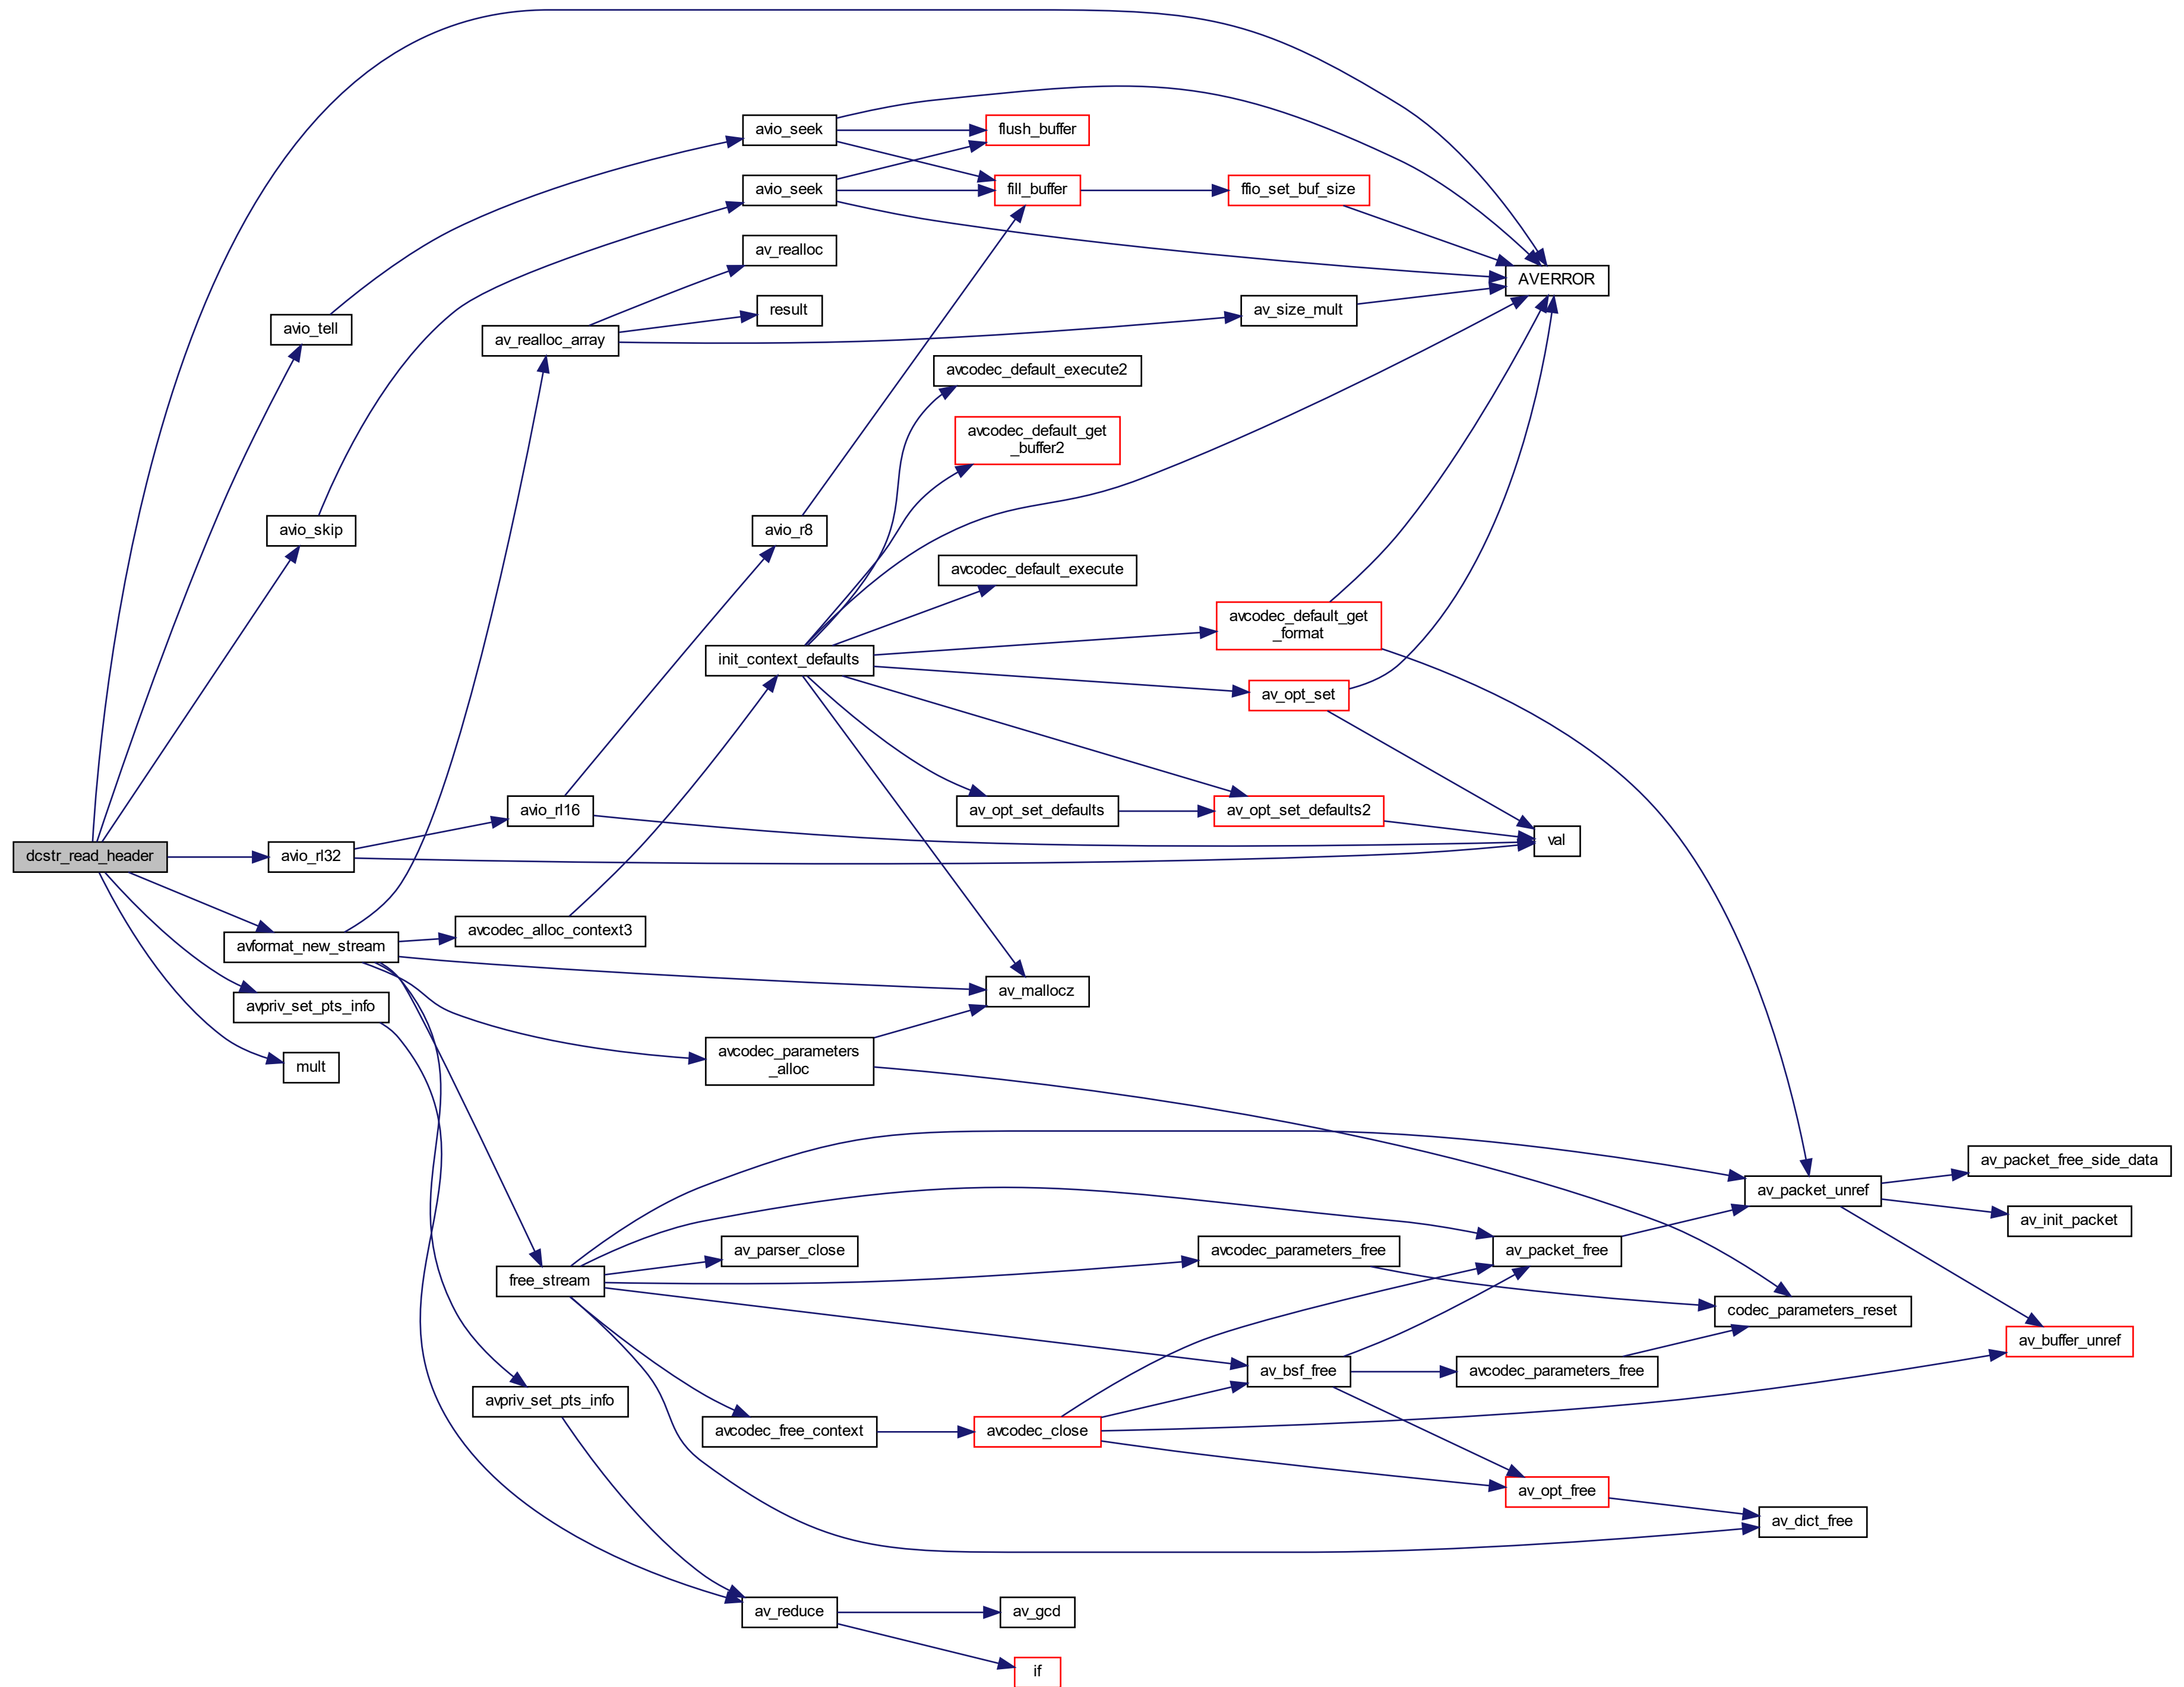 avio_seek
flush_buffer
avio_seek
fill_buffer
ffio_set_buf_size
av_realloc
AVERROR
result
av_size_mult
avio_tell
av_realloc_array
avcodec_default_execute2
avcodec_default_get
_buffer2
avio_skip
avio_r8
avcodec_default_execute
avcodec_default_get
_format
init_context_defaults
av_opt_set
avio_rl16
av_opt_set_defaults
av_opt_set_defaults2
val
dcstr_read_header
avio_rl32
avcodec_alloc_context3
avformat_new_stream
av_mallocz
avpriv_set_pts_info
mult
avcodec_parameters
_alloc
av_packet_free_side_data
av_packet_unref
av_init_packet
av_parser_close
avcodec_parameters_free
av_packet_free
free_stream
codec_parameters_reset
av_buffer_unref
av_bsf_free
avcodec_parameters_free
avpriv_set_pts_info
avcodec_free_context
avcodec_close
av_opt_free
av_dict_free
av_reduce
av_gcd
if